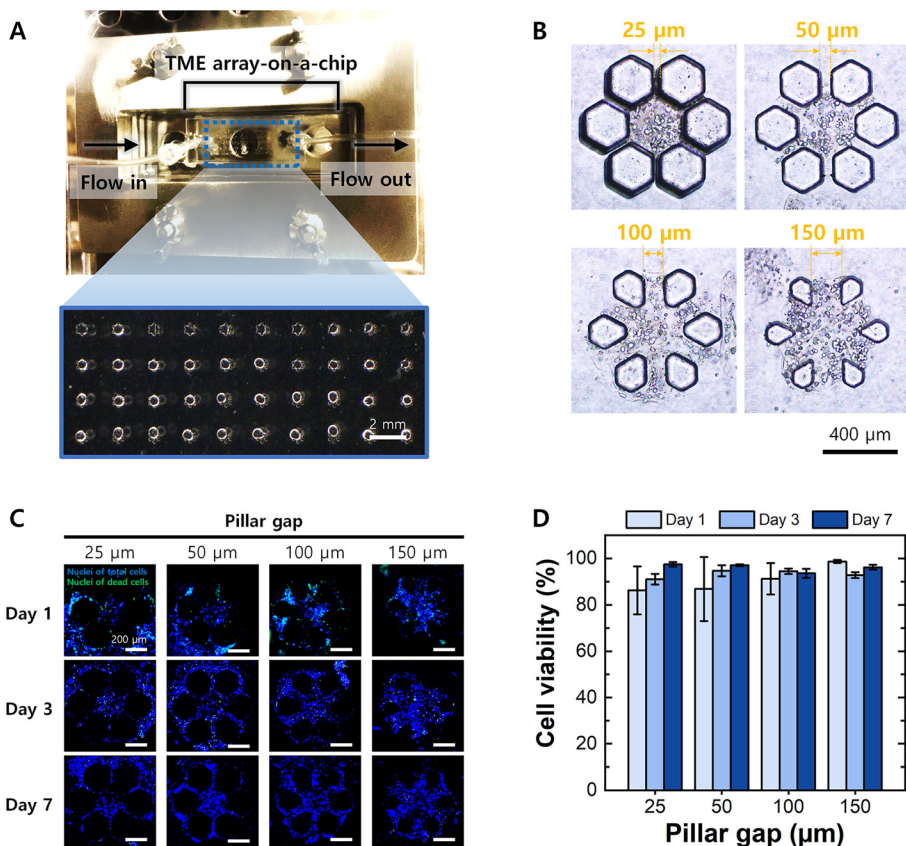 A
TME array-on-a-chip
Flow in
Flow out
2 mm
B
25 μm
50 μm
100 μm
150 μm
400 μm
C
Pillar gap
25 μm
50 μm
100 μm
150 μm
Nuclei of total cells
Nuclei of dead cells
Day 1
200 μm
Day 3
Day 7
D
Day 1
Day 3
Day 7
100
80
60
40
20
0
Cell viability (%)
25
50
100
150
Pillar gap (μm)